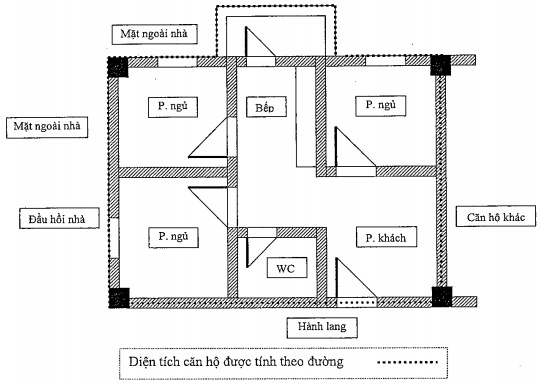 Mặt ngoài nhà
P. ngủ
Bếp
P. ngủ
Mặt ngoài nhà
Đầu hồi nhà
Căn hộ khác
P. ngủ
P. khách
WC
Hành lang
Diện tích căn hộ được tính theo đường